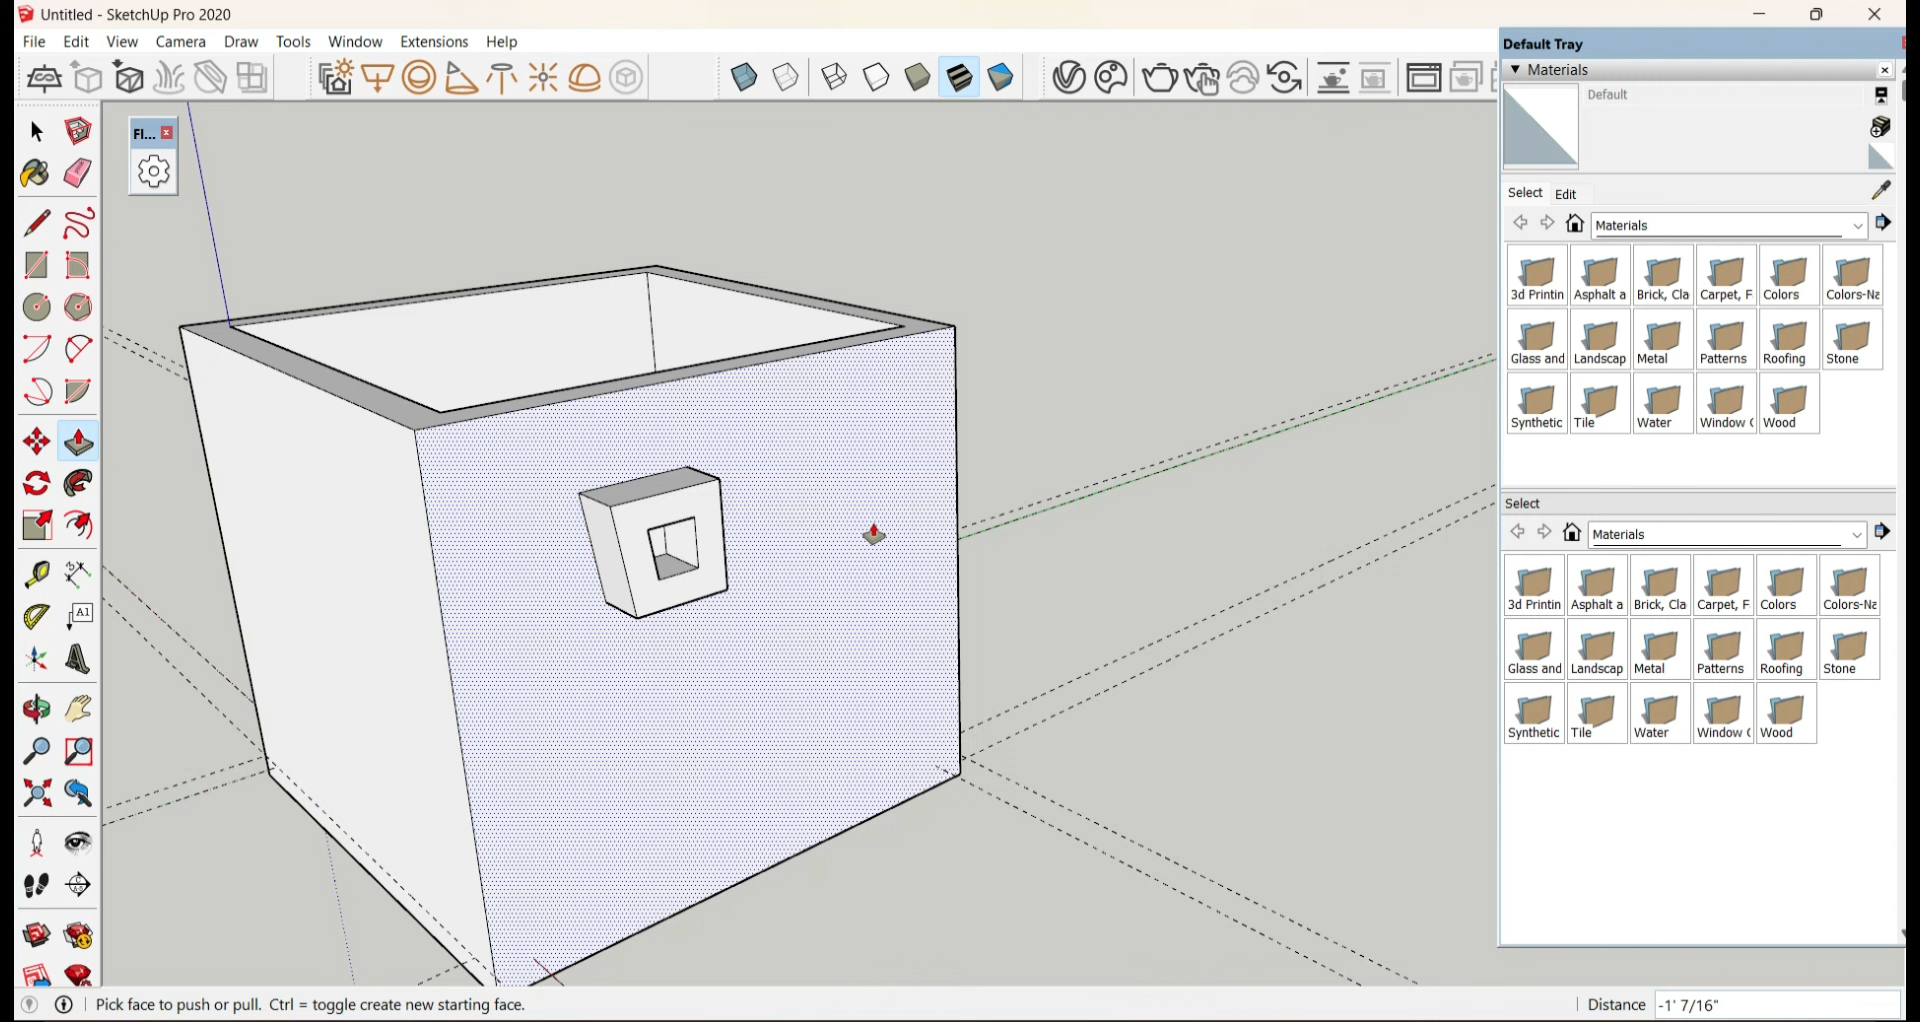 Untitled - SketchUp Pro 2020
File Edit View Camera Draw Tools Window Extensions Help
Default Tray
Materials
Default
Fl...
Select Edit
Materials
3d Printin Asphalt a Brick, Cla Carpet, F Colors Colors-Na
Glass and Landscap Metal Patterns Roofing Stone
Synthetic Tile Water Window ( Wood
Select
Materials
3d Printin Asphalt a Brick, Cla Carpet, F Colors Colors-Na
Glass and Landscap Metal Patterns Roofing Stone
Synthetic Tile Water Window ( Wood
A1
Pick face to push or pull. Ctrl = toggle create new starting face.
Distance -1' 7/16"